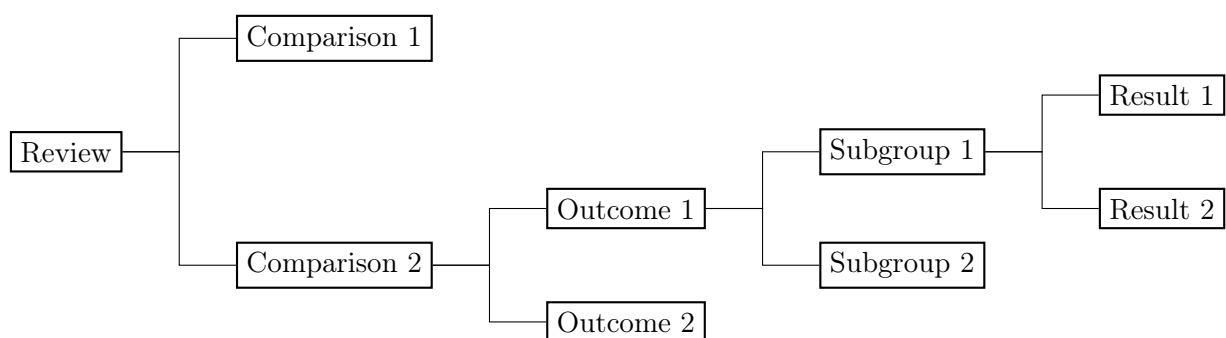 Review
Comparison 1
Comparison 2
Outcome 1
Outcome 2
Subgroup 1
Subgroup 2
Result 1
Result 2